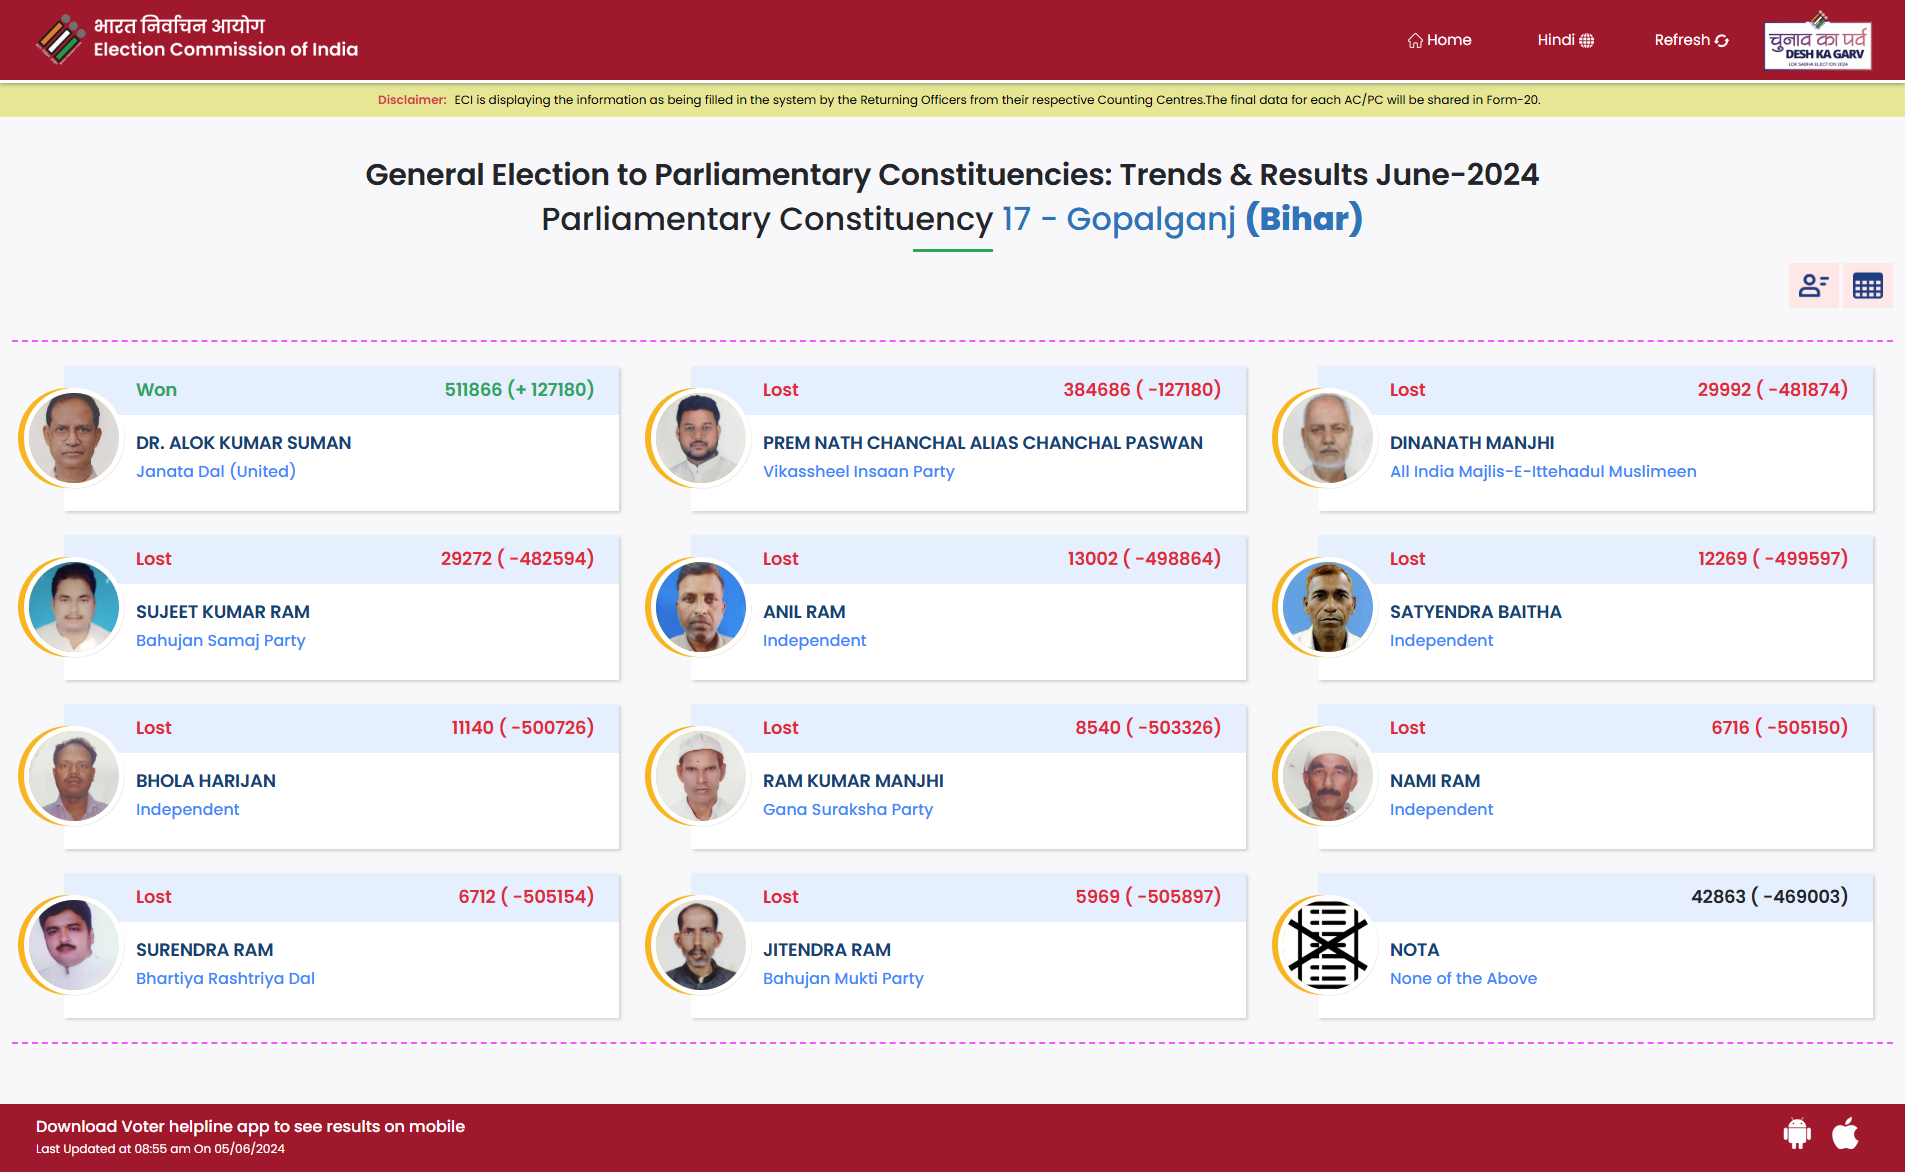 भारत निर्वाचन आयोग
Election Commission of India
Home
Hindi
Refresh
चुनाव का पर्व
DESH KA GARV
LOK SABHA ELECTION 2024
Disclaimer: ECI is displaying the information as being filled in the system by the Returning Officers from their respective Counting Centres.The final data for each AC/PC will be shared in Form-20.
General Election to Parliamentary Constituencies: Trends & Results June-2024
Parliamentary Constituency 17 - Gopalganj (Bihar)
Won 511866 (+ 127180)
DR. ALOK KUMAR SUMAN
Janata Dal (United)
Lost 384686 ( -127180)
PREM NATH CHANCHAL ALIAS CHANCHAL PASWAN
Vikassheel Insaan Party
Lost 29992 ( -481874)
DINANATH MANJHI
All India Majlis-E-Ittehadul Muslimeen
Lost 29272 ( -482594)
SUJEET KUMAR RAM
Bahujan Samaj Party
Lost 13002 ( -498864)
ANIL RAM
Independent
Lost 12269 ( -499597)
SATYENDRA BAITHA
Independent
Lost 11140 ( -500726)
BHOLA HARIJAN
Independent
Lost 8540 ( -503326)
RAM KUMAR MANJHI
Gana Suraksha Party
Lost 6716 ( -505150)
NAMI RAM
Independent
Lost 6712 ( -505154)
SURENDRA RAM
Bhartiya Rashtriya Dal
Lost 5969 ( -505897)
JITENDRA RAM
Bahujan Mukti Party
42863 ( -469003)
NOTA
None of the Above
Download Voter helpline app to see results on mobile
Last Updated at 08:55 am On 05/06/2024